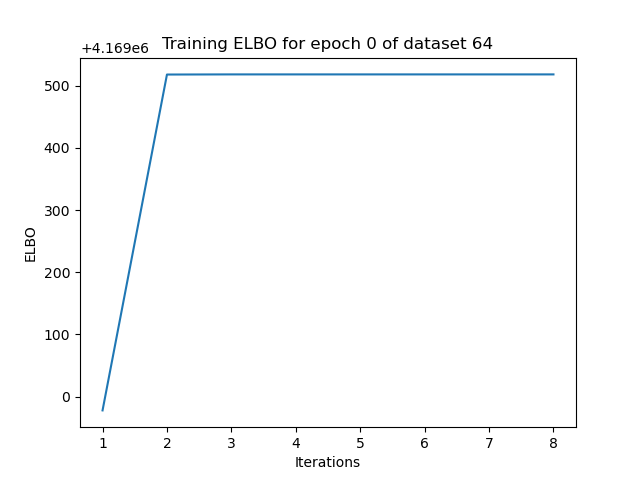 Training ELBO for epoch 0 of dataset 64
+4.169e6
500
400
300
200
100
0
ELBO
1 2 3 4 5 6 7 8
Iterations